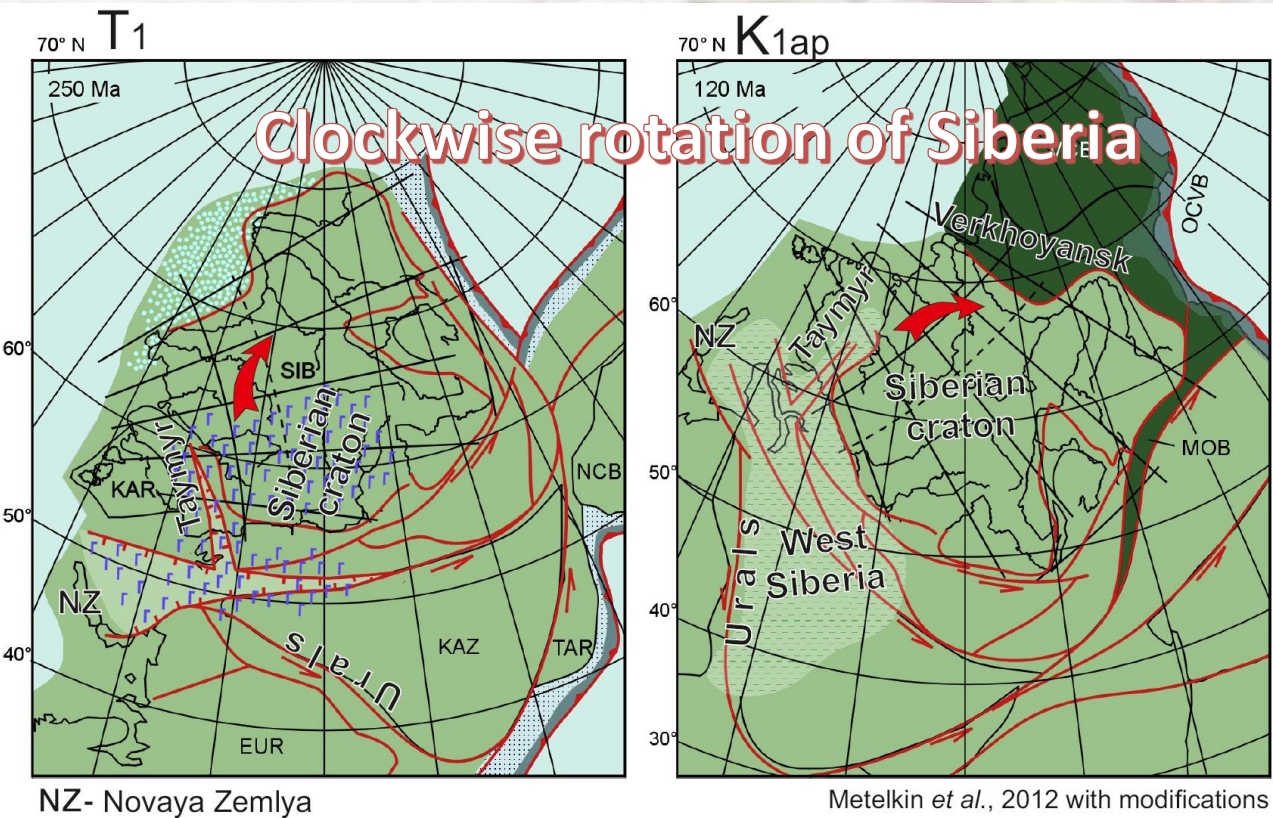 T1
70° N
250 Ma
K1ap
70° N
120 Ma
Clockwise rotation of Siberia
60°
50°
40°
SIB
Siberian
craton
Taymyr
KAR
NZ
Urals
KAZ
EUR
NCB
TAR
60°
50°
40°
30°
OCVB
Verkhoyansk
Taymyr
NZ
Siberian
craton
MOB
West
Siberia
Urals
NZ- Novaya Zemlya
Metelkin et al., 2012 with modifications